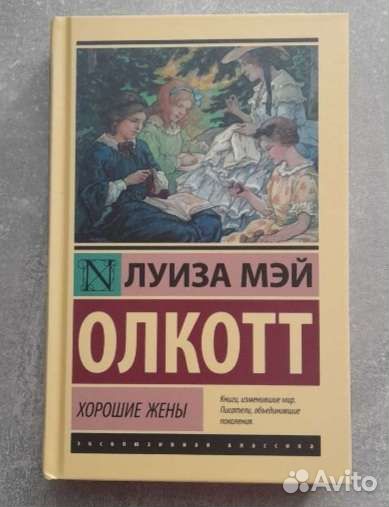 ЛУИЗА МЭЙ
ОЛКОТТ
ХОРОШИЕ ЖЕНЫ
Книги, изменившие мир.
Писатели, объединившие
поколения.
ЭКСКЛЮЗИВНАЯ КЛАССИКА
Avito